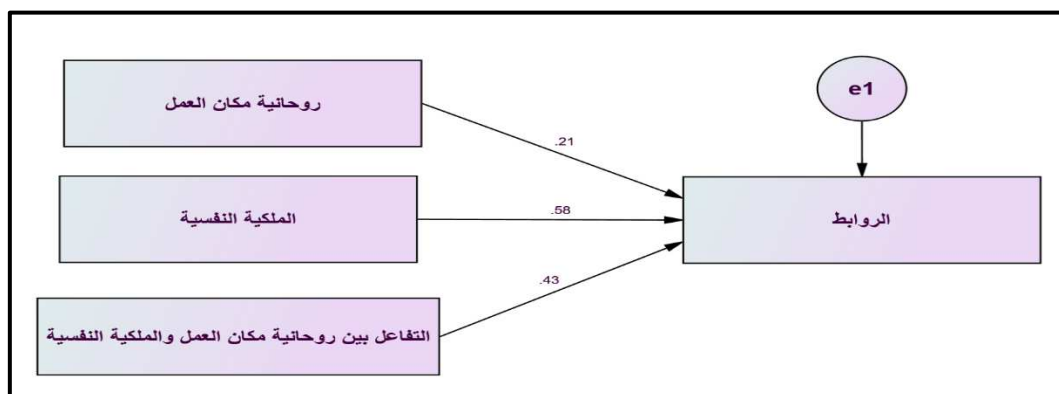 روحانية مكان العمل
e1
.21
الملكية النفسية
.58
الروابط
.43
التفاعل بين روحانية مكان العمل والملكية النفسية